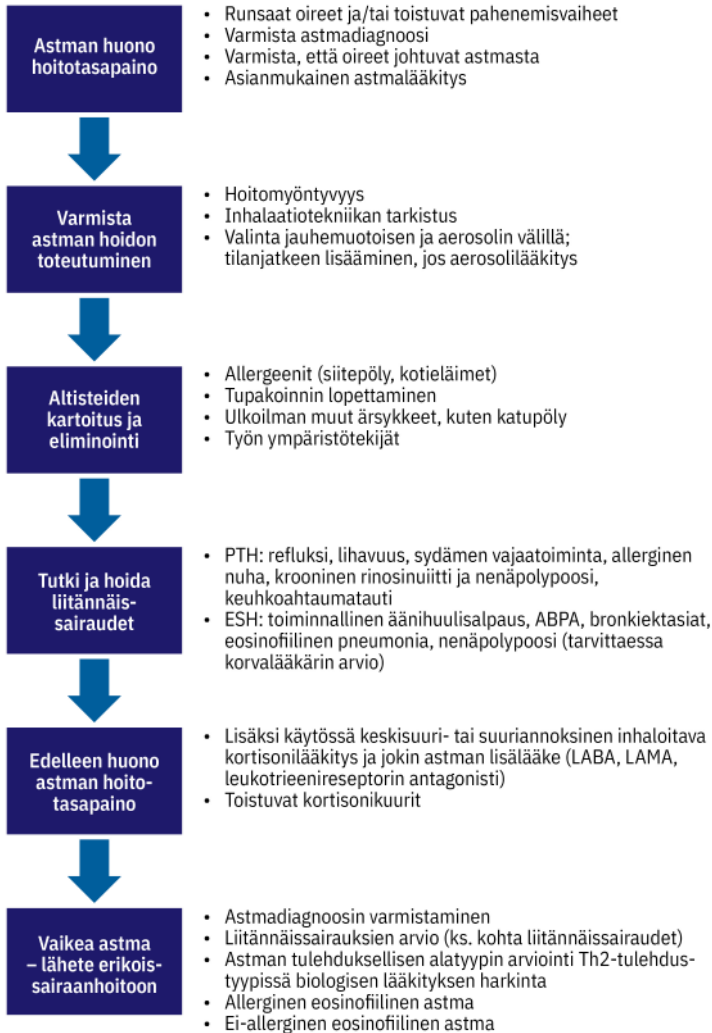 Astman huono
hoitotasapaino
• Runsaat oireet ja/tai toistuvat pahenemisvaiheet
• Varmista astmadiagnoosi
• Varmista, että oireet johtuvat astmasta
• Asianmukainen astmalääkitys
Varmista
astman hoidon
toteutuminen
• Hoitomyöntyvyys
• Inhalaatiotekniikan tarkistus
• Valinta jauhemuotoisen ja aerosolin välillä;
tilanjatkeen lisääminen, jos aerosolilääkitys
Altisteiden
kartoitus ja
eliminointi
• Allergeenit (siitepöly, kotieläimet)
• Tupakoinnin lopettaminen
• Ulkoilman muut ärsykkeet, kuten katupöly
• Työn ympäristötekijät
Tutki ja hoida
liitännäis-
sairaudet
• PTH: refluksi, lihavuus, sydämen vajaatoiminta, allerginen
nuha, krooninen rinosinuiitti ja nenäpolypoosi,
keuhkoahtaumatauti
• ESH: toiminnallinen äänihuulisalpaus, ABPA, bronkiektasiat,
eosinofiilinen pneumonia, nenäpolypoosi (tarvittaessa
korvalääkärin arvio)
Edelleen huono
astman hoito-
tasapaino
• Lisäksi käytössä keskisuuri- tai suuriannoksinen inhaloitava
kortisonilääkitys ja jokin astman lisälääke (LABA, LAMA,
leukotrieenireseptorin antagonisti)
• Toistuvat kortisonikuurit
Vaikea astma
– lähete erikois-
sairaanhoitoon
• Astmadiagnoosin varmistaminen
• Liitännäissairauksien arvio (ks. kohta liitännäissairaudet)
• Astman tulehduksellisen alatyypin arviointi Th2-tulehdus-
tyypissä biologisen lääkityksen harkinta
• Allerginen eosinofiilinen astma
• Ei-allerginen eosinofiilinen astma